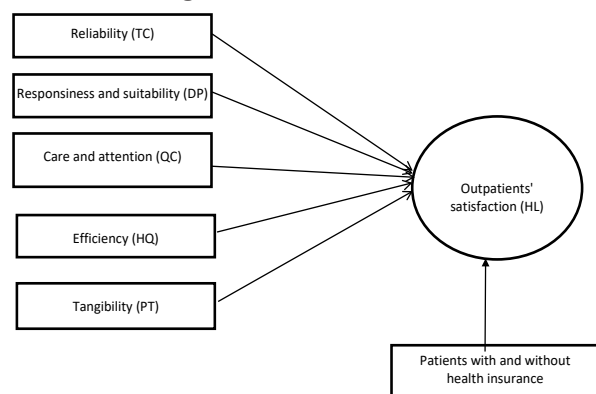 Reliability (TC)
Responsiness and suitability (DP)
Care and attention (QC)
Efficiency (HQ)
Tangibility (PT)
Outpatients'
satisfaction (HL)
Patients with and without
health insurance